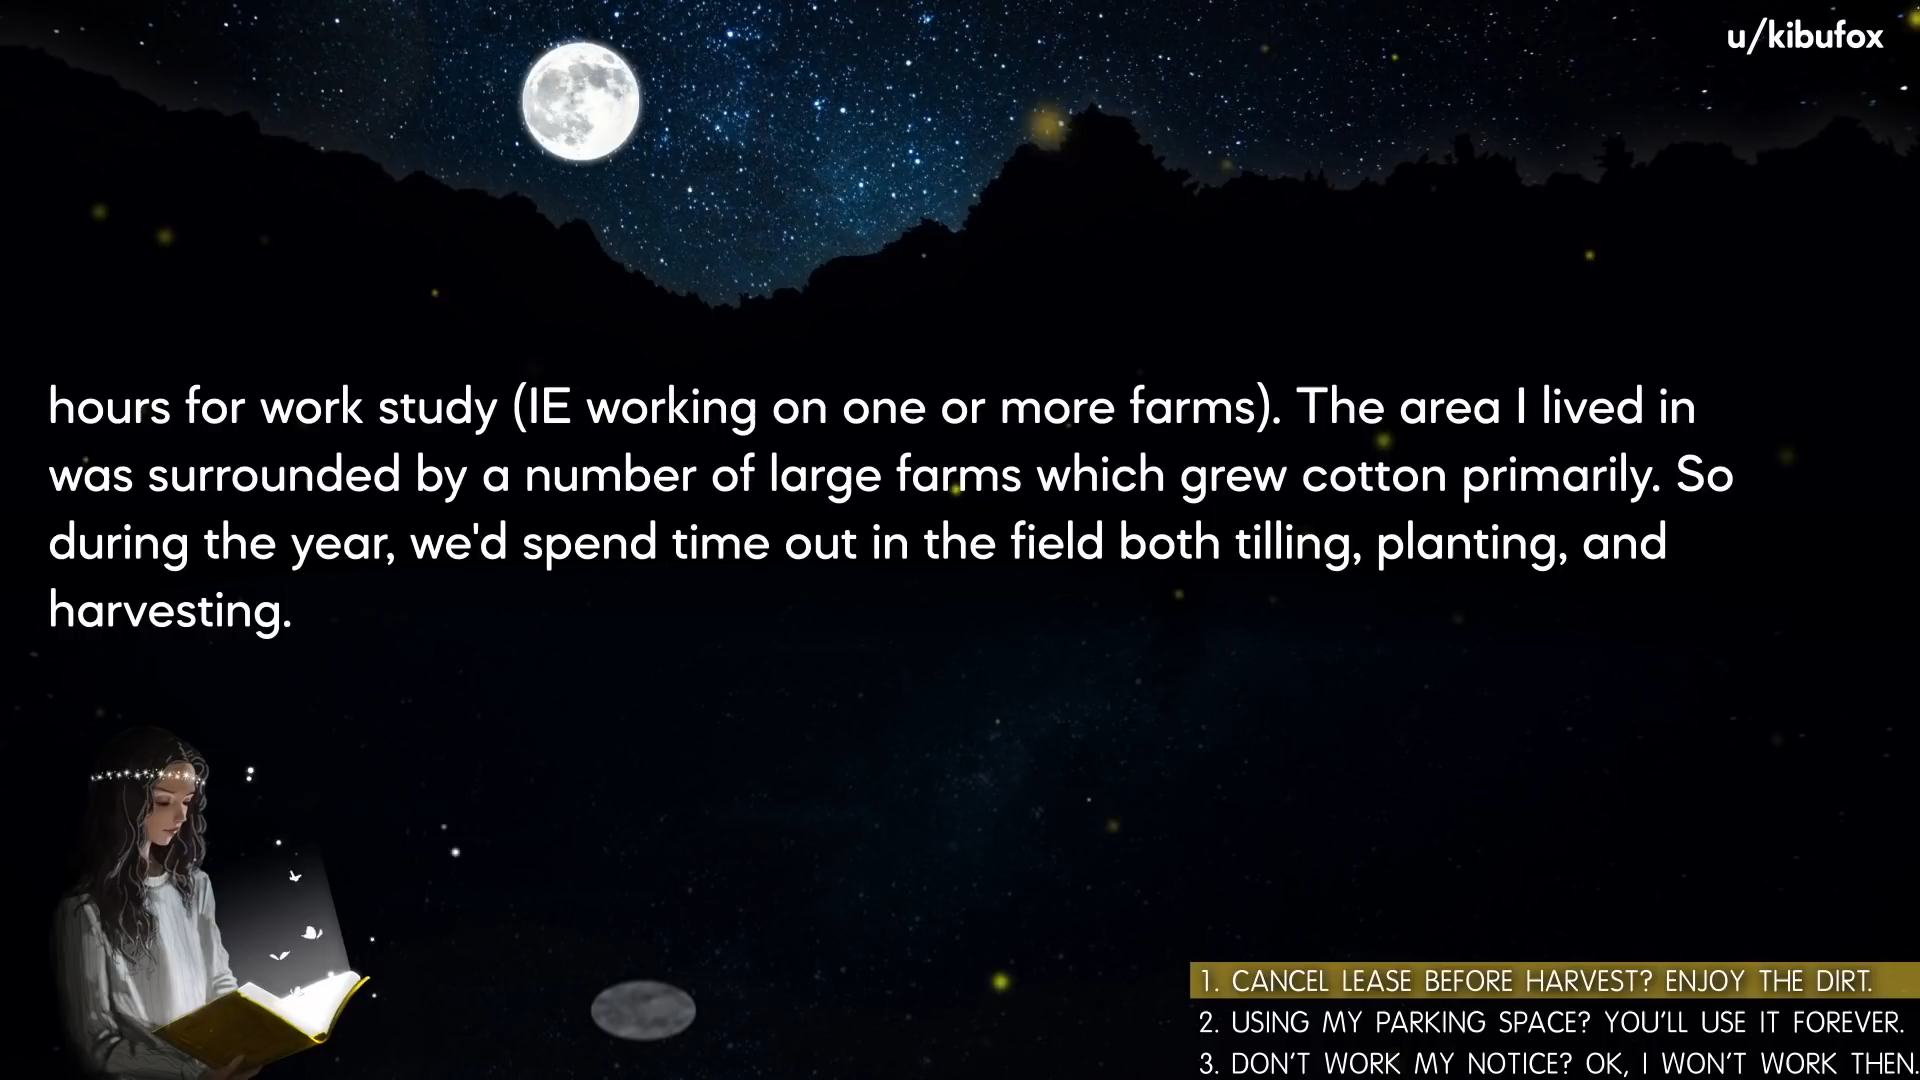 u/kibufox
hours for work study (IE working on one or more farms). The area I lived in
was surrounded by a number of large farms which grew cotton primarily. So
during the year, we'd spend time out in the field both tilling, planting, and
harvesting.
1. CANCEL LEASE BEFORE HARVEST? ENJOY THE DIRT.
2. USING MY PARKING SPACE? YOU'LL USE IT FOREVER.
3. DON'T WORK MY NOTICE? OK, I WON'T WORK THEN.